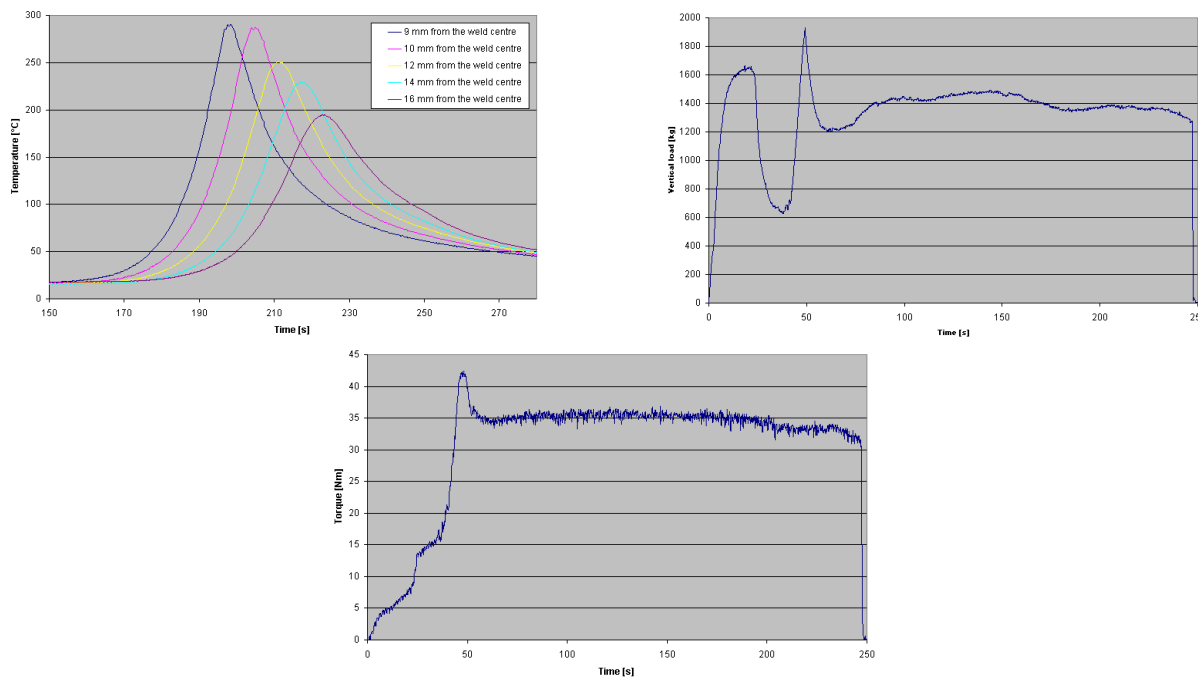 300
250
200
150
100
50
0
Temperature [°C]
9 mm from the weld centre
10 mm from the weld centre
12 mm from the weld centre
14 mm from the weld centre
16 mm from the weld centre
150 170 190 210 230 250 270
Time [s]
2000
1800
1600
1400
1200
1000
800
600
400
200
0
Vertical load [kg]
0 50 100 150 200 250
Time [s]
45
40
35
30
25
20
15
10
5
0
Torque [Nm]
0 50 100 150 200 250
Time [s]